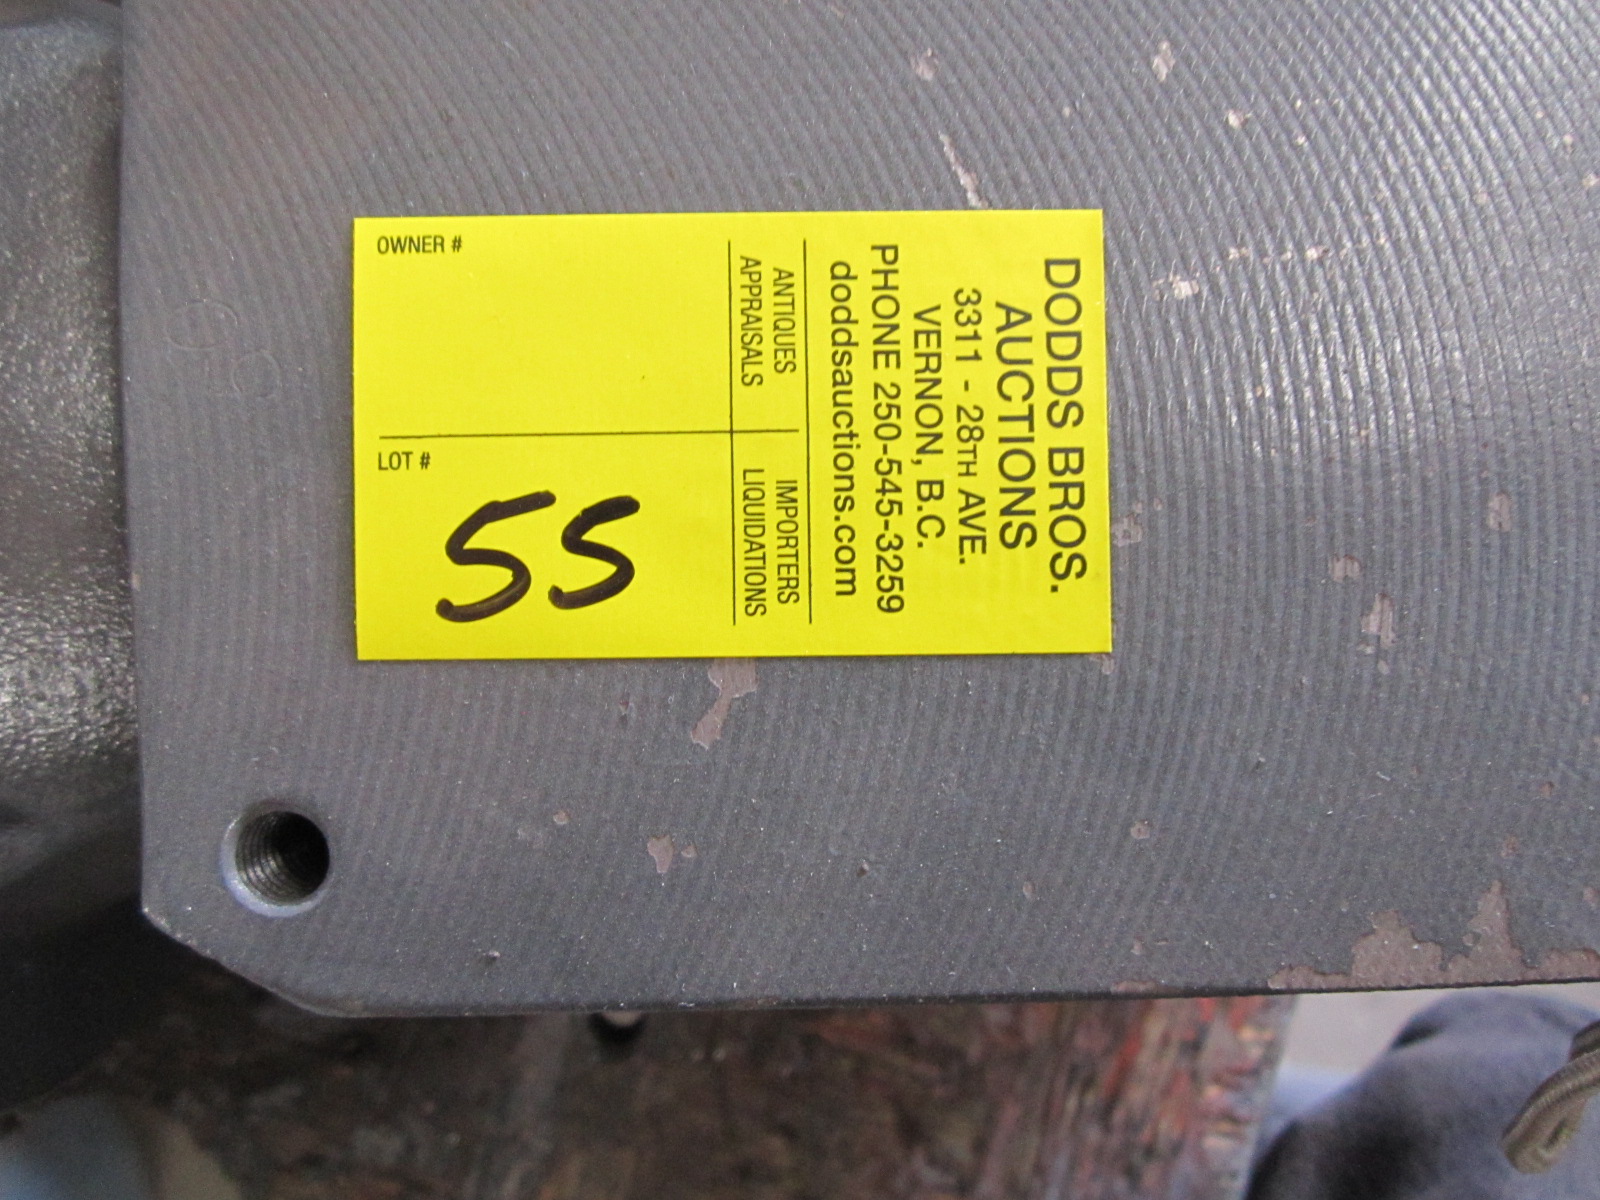 DODDS BROS.
AUCTIONS
3311 - 28TH AVE.
VERNON, B.C.
PHONE 250-545-3259
doddsauctions.com
ANTIQUES
APPRAISALS
IMPORTERS
LIQUIDATIONS
OWNER #
LOT #
55